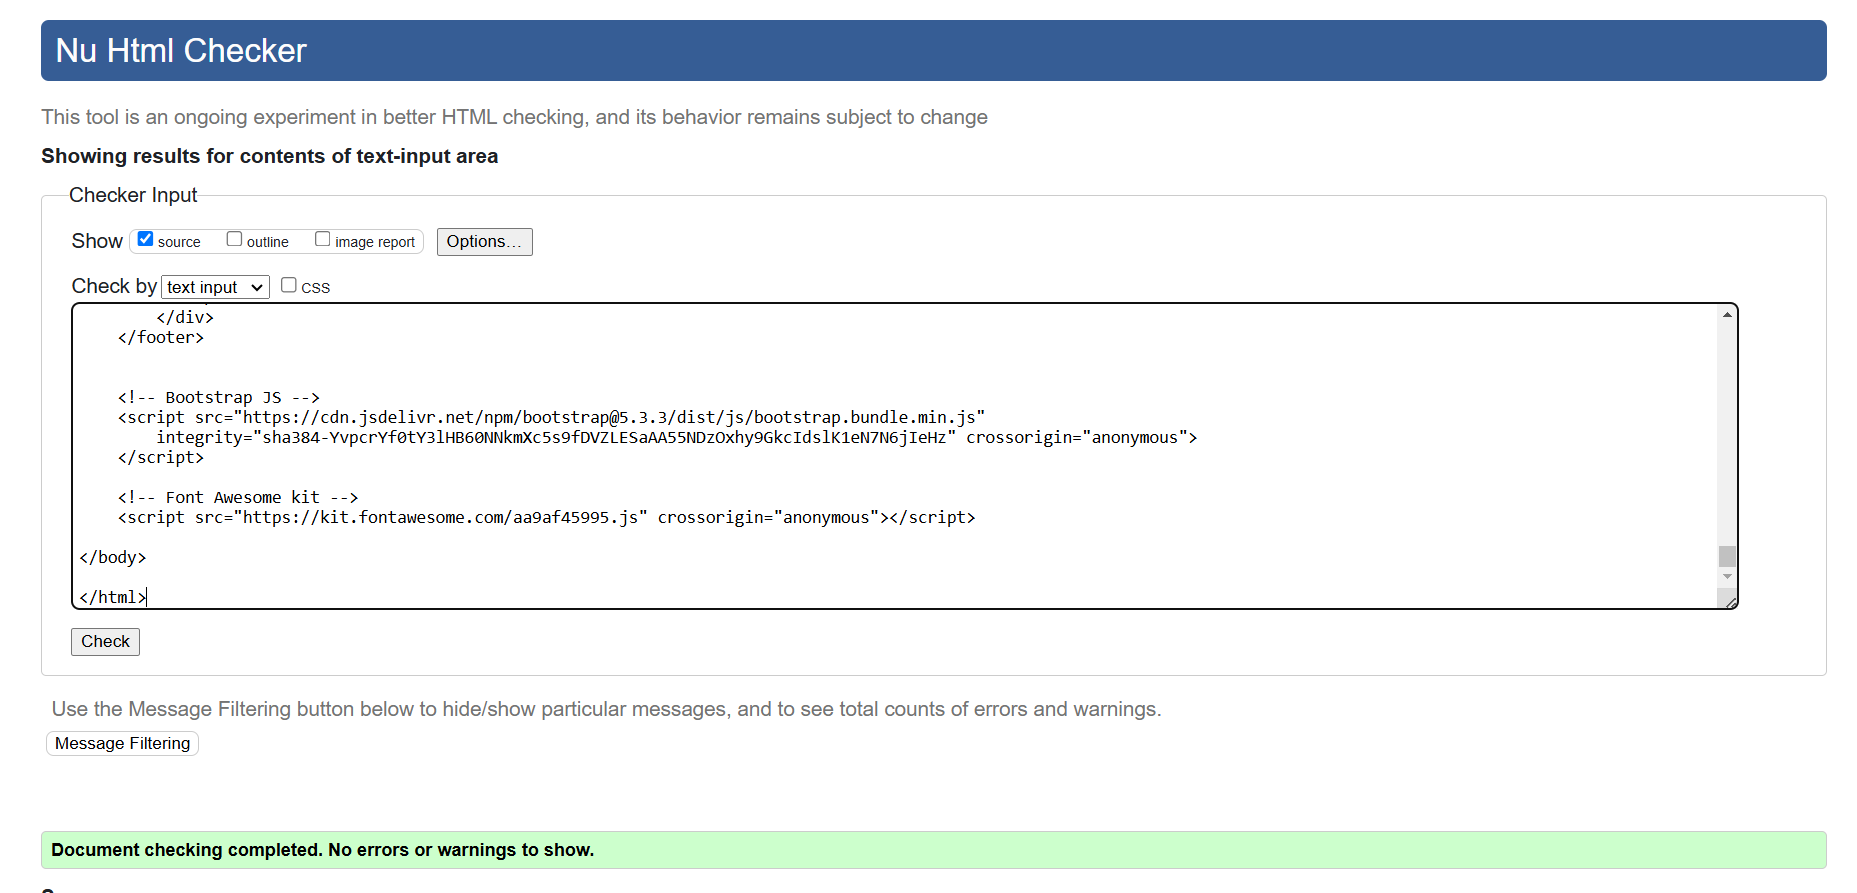 Nu Html Checker
This tool is an ongoing experiment in better HTML checking, and its behavior remains subject to change
Showing results for contents of text-input area
Checker Input
Show source outline image report Options...
Check by text input CSS
</div>
</footer>
<!-- Bootstrap JS -->
<script src="https://cdn.jsdelivr.net/npm/bootstrap@5.3.3/dist/js/bootstrap.bundle.min.js"
integrity="sha384-YvpcrYf0tY3lHB60NNkmXc5s9fDVZLESaAA55NDzOxhy9GkcIdslK1eN7N6jIeHz" crossorigin="anonymous">
</script>
<!-- Font Awesome kit -->
<script src="https://kit.fontawesome.com/aa9af45995.js" crossorigin="anonymous"></script>
</body>
</html>
Check
Use the Message Filtering button below to hide/show particular messages, and to see total counts of errors and warnings.
Message Filtering
Document checking completed. No errors or warnings to show.